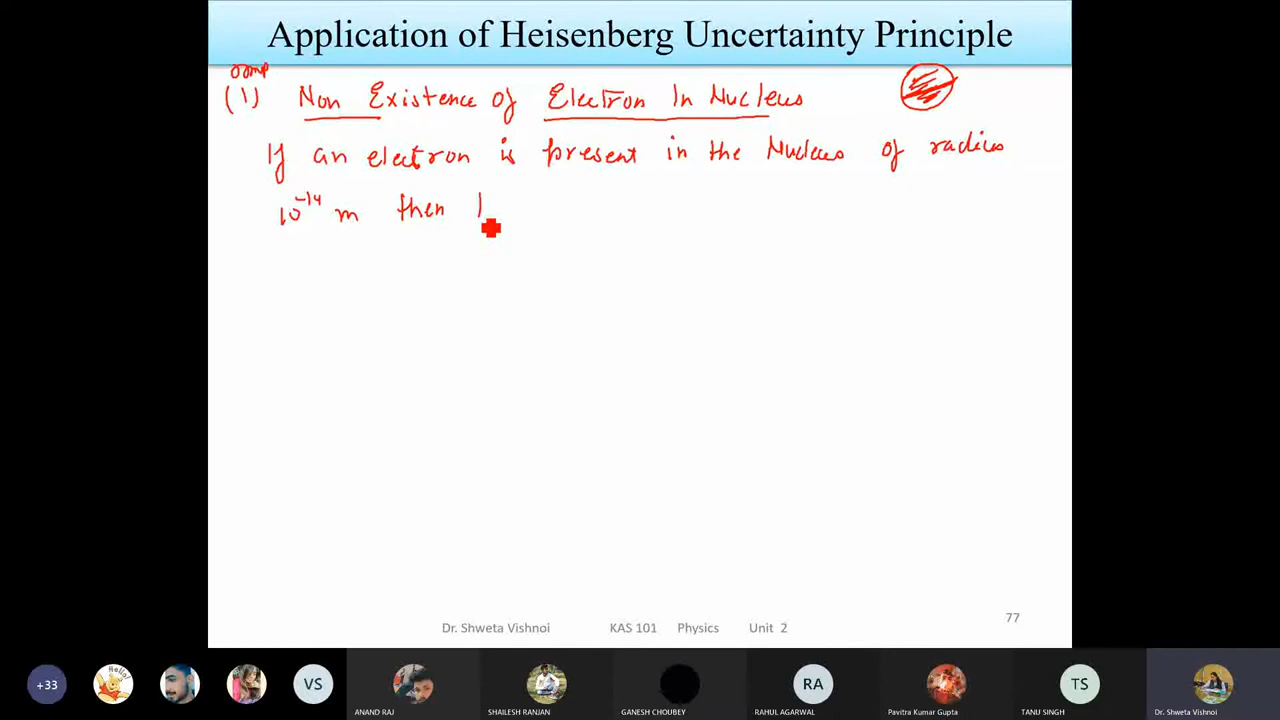 Application of Heisenberg Uncertainty Principle
(1) Non Existence of Electron In Nucleus
If an electron is present in the Nucleus of radius
10⁻¹⁴ m then
77
Dr. Shweta Vishnoi KAS 101 Physics Unit 2
+33
Hello!
VS
RA
TS
ANAND RAJ
SHAILESH RANJAN
GANESH CHOUBEY
RAHUL AGARWAL
Pavitra Kumar Gupta
TANU SINGH
Dr. Shweta Vishnoi